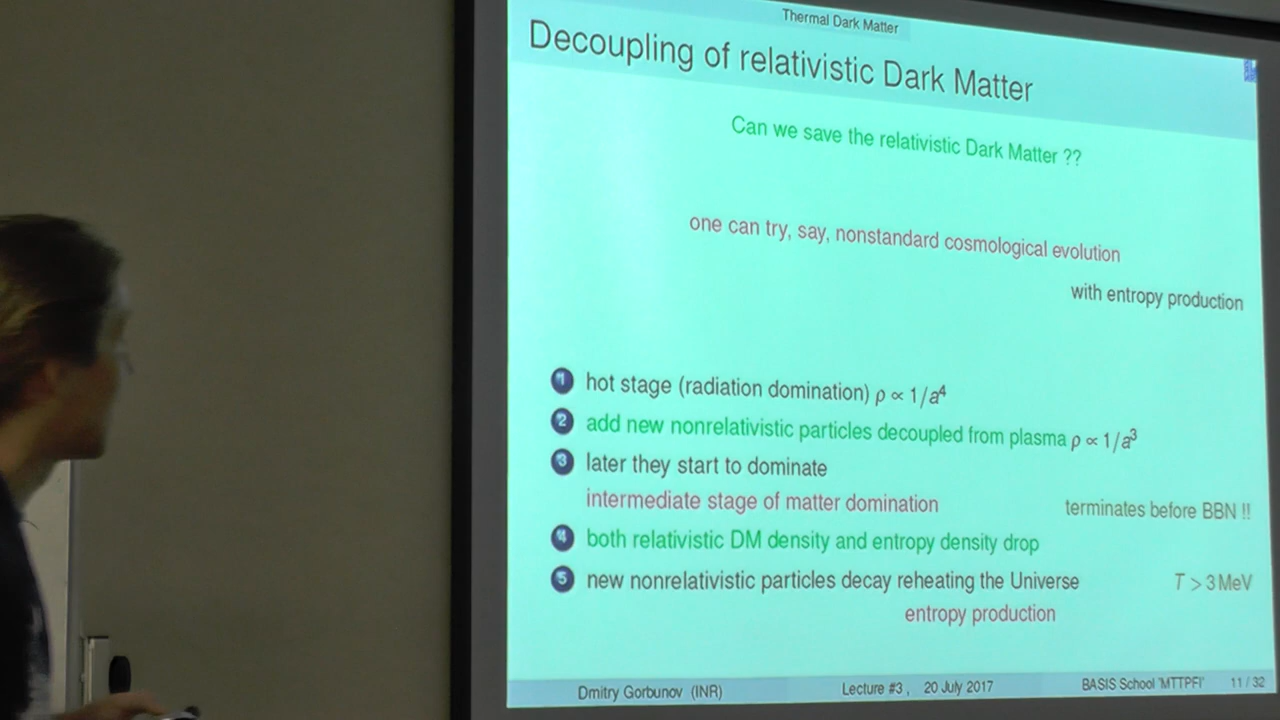 Thermal Dark Matter
Decoupling of relativistic Dark Matter
Can we save the relativistic Dark Matter ??
one can try, say, nonstandard cosmological evolution
with entropy production
1 hot stage (radiation domination) ρ ∝ 1/a⁴
2 add new nonrelativistic particles decoupled from plasma ρ ∝ 1/a³
3 later they start to dominate
intermediate stage of matter domination terminates before BBN !!
4 both relativistic DM density and entropy density drop
5 new nonrelativistic particles decay reheating the Universe T > 3 MeV
entropy production
Dmitry Gorbunov (INR) Lecture #3 , 20 July 2017 BASIS School 'MTTPFI' 11 / 32